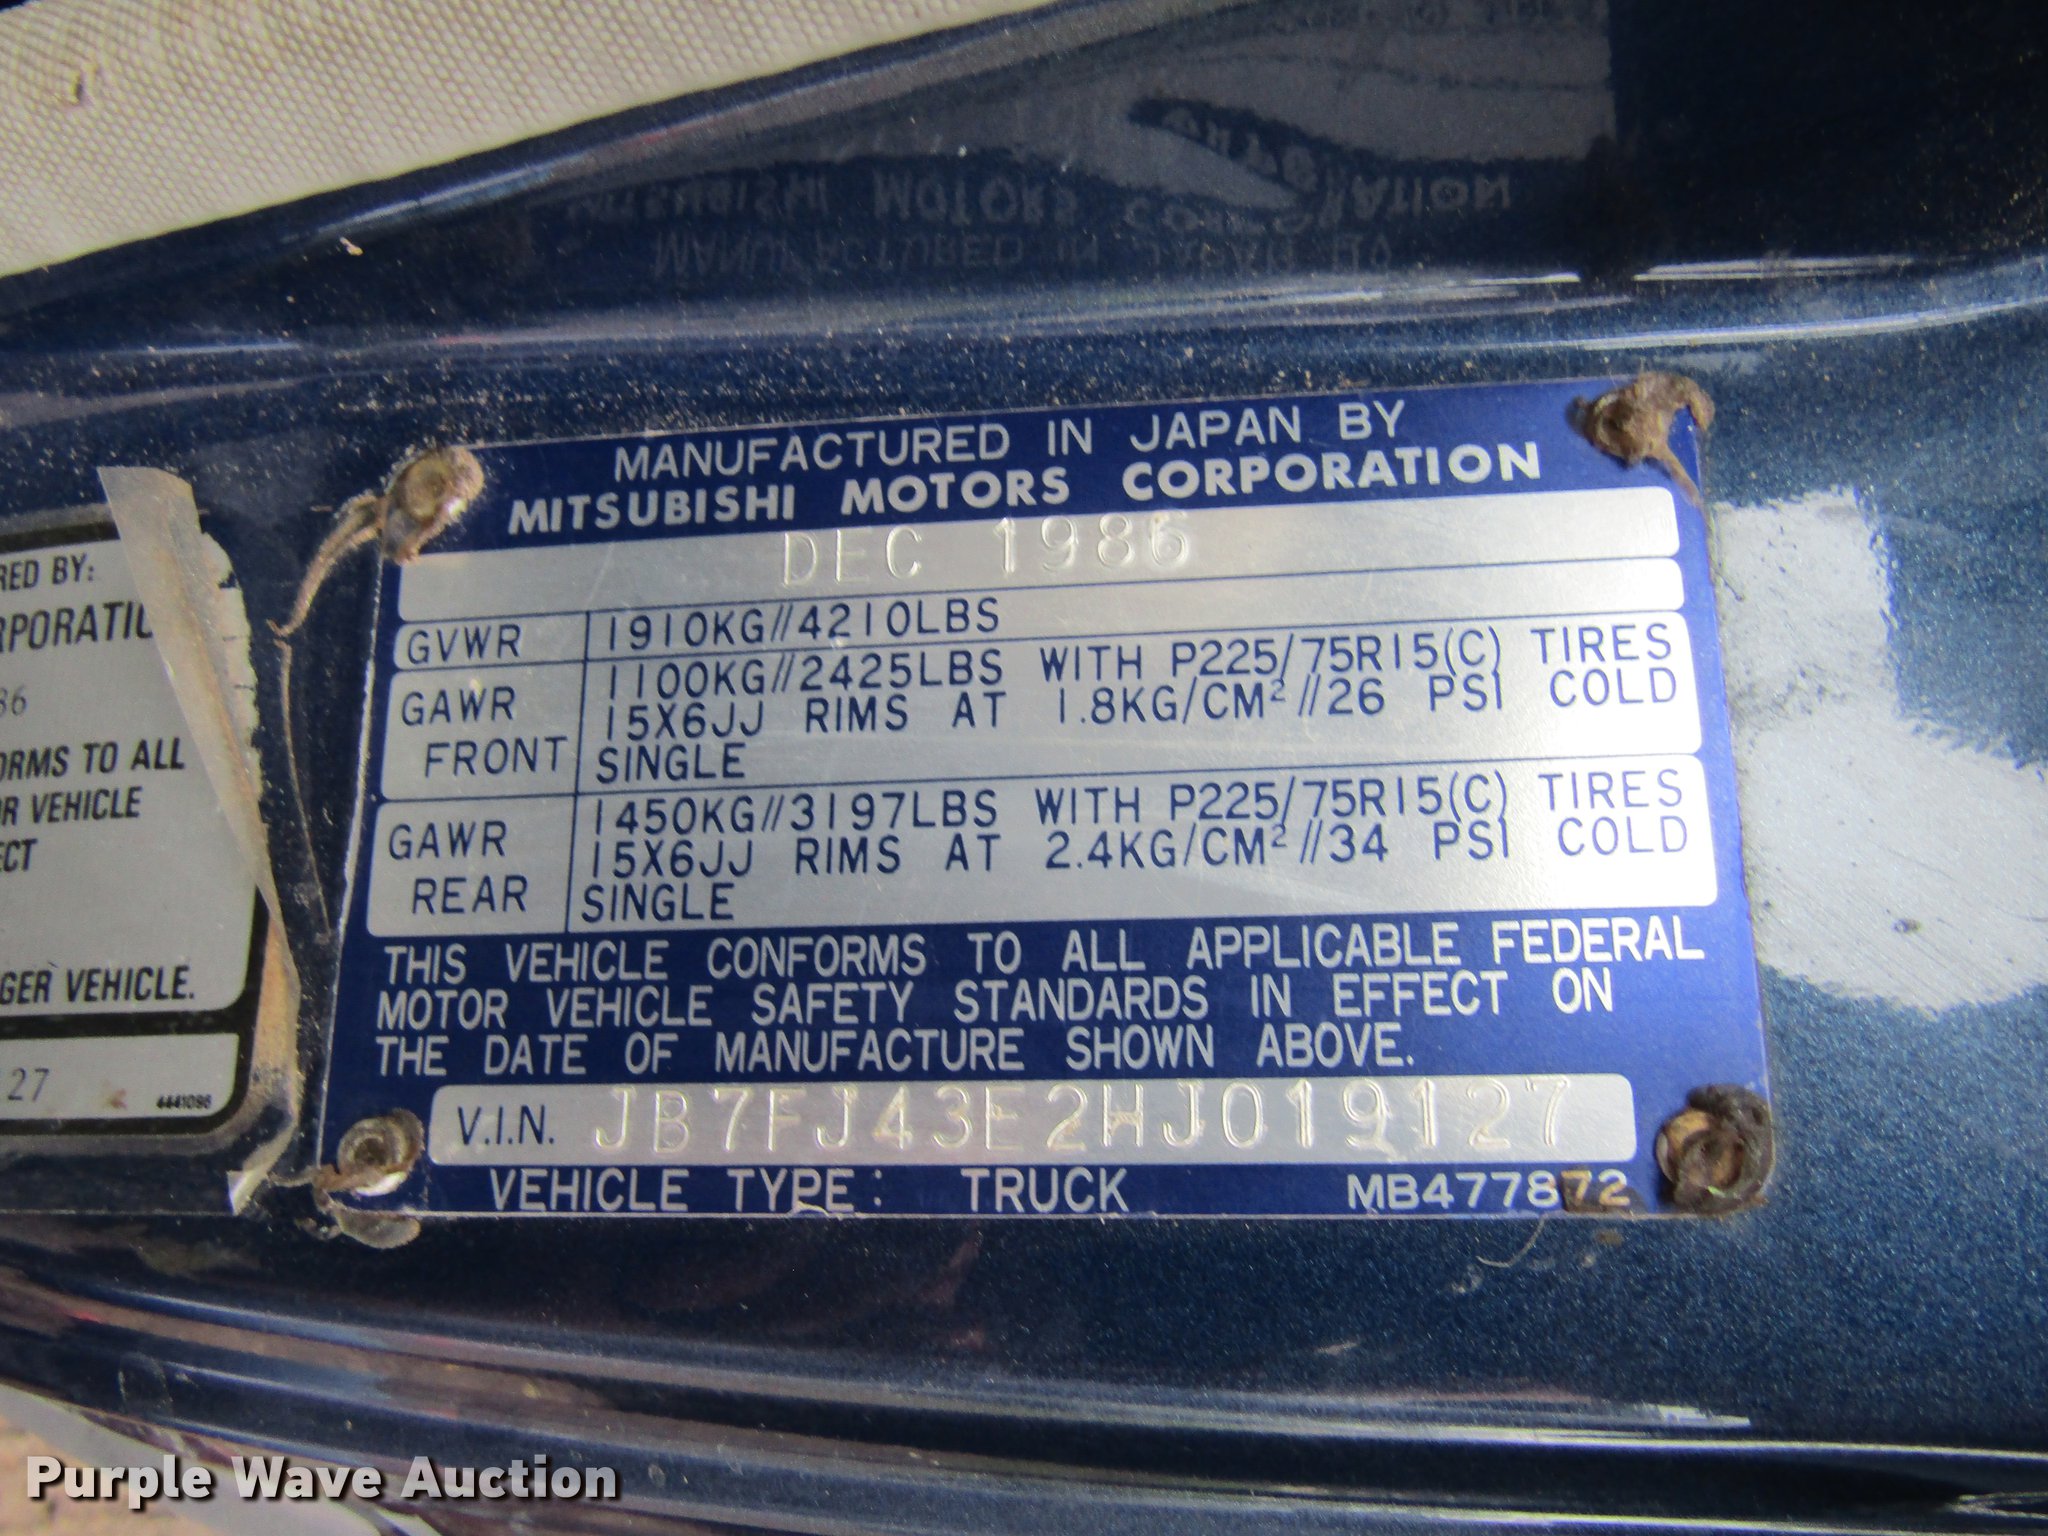 MANUFACTURED IN JAPAN BY
MITSUBISHI MOTORS CORPORATION
DEC 1986
GVWR 1910KG//4210LBS
GAWR FRONT 1100KG//2425LBS WITH P225/75R15(C) TIRES
15X6JJ RIMS AT 1.8KG/CM²//26 PSI COLD
SINGLE
GAWR REAR 1450KG//3197LBS WITH P225/75R15(C) TIRES
15X6JJ RIMS AT 2.4KG/CM²//34 PSI COLD
SINGLE
THIS VEHICLE CONFORMS TO ALL APPLICABLE FEDERAL
MOTOR VEHICLE SAFETY STANDARDS IN EFFECT ON
THE DATE OF MANUFACTURE SHOWN ABOVE.
V.I.N. JB7FJ43E2HJ019127
VEHICLE TYPE: TRUCK MB477872
RED BY:
RPORATIO
86
ORMS TO ALL
OR VEHICLE
ECT
GER VEHICLE.
27
4441086
Purple Wave Auction